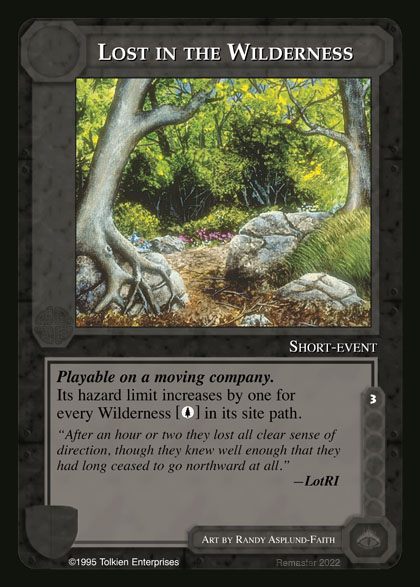 Lost in the Wilderness
Short-event
Playable on a moving company.
Its hazard limit increases by one for
every Wilderness [] in its site path.
3
“After an hour or two they lost all clear sense of
direction, though they knew well enough that they
had long ceased to go northward at all.”
—LotRI
Art by Randy Asplund-Faith
©1995 Tolkien Enterprises
Remaster 2022